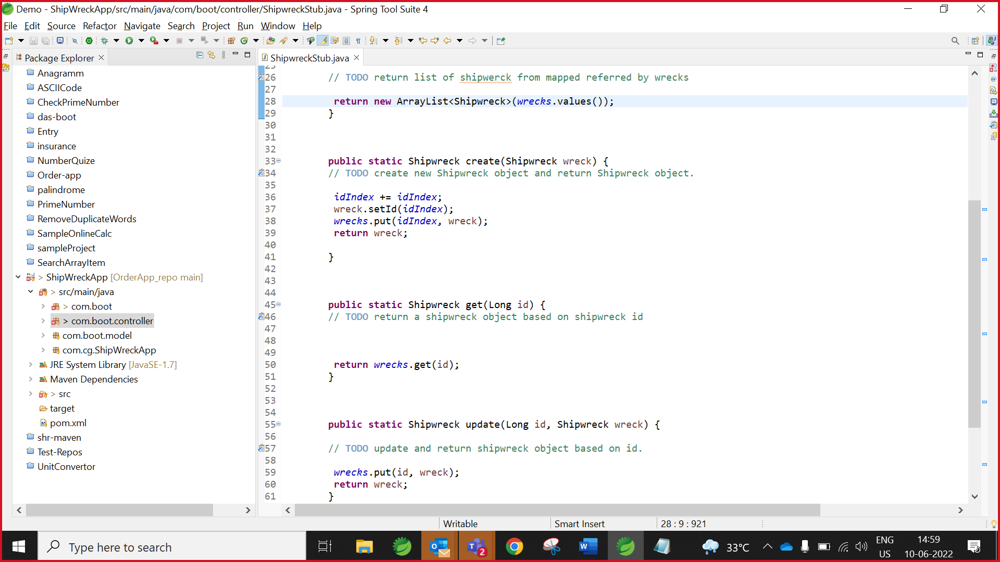 Demo - ShipWreckApp/src/main/java/com/boot/controller/ShipwreckStub.java - Spring Tool Suite 4
File Edit Source Refactor Navigate Search Project Run Window Help
Package Explorer
Anagramm
ASCIICode
CheckPrimeNumber
das-boot
Entry
insurance
NumberQuize
Order-app
palindrome
PrimeNumber
RemoveDuplicateWords
SampleOnlineCalc
sampleProject
SearchArrayItem
> ShipWreckApp [OrderApp_repo main]
> src/main/java
> com.boot
> com.boot.controller
com.boot.model
com.cg.ShipWreckApp
JRE System Library [JavaSE-1.7]
Maven Dependencies
> src
target
pom.xml
shr-maven
Test-Repos
UnitConvertor
ShipwreckStub.java
25
26 // TODO return list of shipwerck from mapped referred by wrecks
27
28 return new ArrayList<Shipwreck>(wrecks.values());
29 }
30
31
32
33 public static Shipwreck create(Shipwreck wreck) {
34 // TODO create new Shipwreck object and return Shipwreck object.
35
36 idIndex += idIndex;
37 wreck.setId(idIndex);
38 wrecks.put(idIndex, wreck);
39 return wreck;
40
41 }
42
43
44
45 public static Shipwreck get(Long id) {
46 // TODO return a shipwreck object based on shipwreck id
47
48
49
50 return wrecks.get(id);
51 }
52
53
54
55 public static Shipwreck update(Long id, Shipwreck wreck) {
56
57 // TODO update and return shipwreck object based on id.
58
59 wrecks.put(id, wreck);
60 return wreck;
61 }
Writable Smart Insert 28 : 9 : 921
Type here to search
2
33°C
ENG
US
14:59
10-06-2022